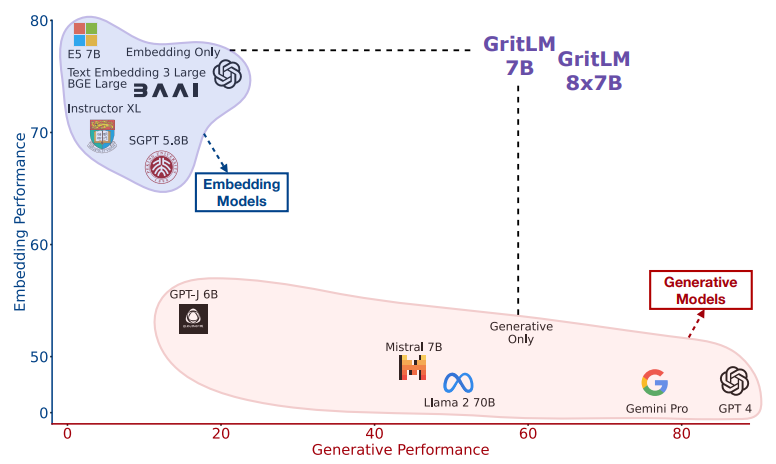 80
70
60
50
0
Embedding Performance
E5 7B
Embedding Only
Text Embedding 3 Large
BGE Large
BAAI
Instructor XL
SGPT 5.8B
Embedding
Models
GritLM
7B
GritLM
8x7B
Generative
Models
GPT-J 6B
Generative
Only
Mistral 7B
Llama 2 70B
Gemini Pro
GPT 4
0
20
40
60
80
Generative Performance